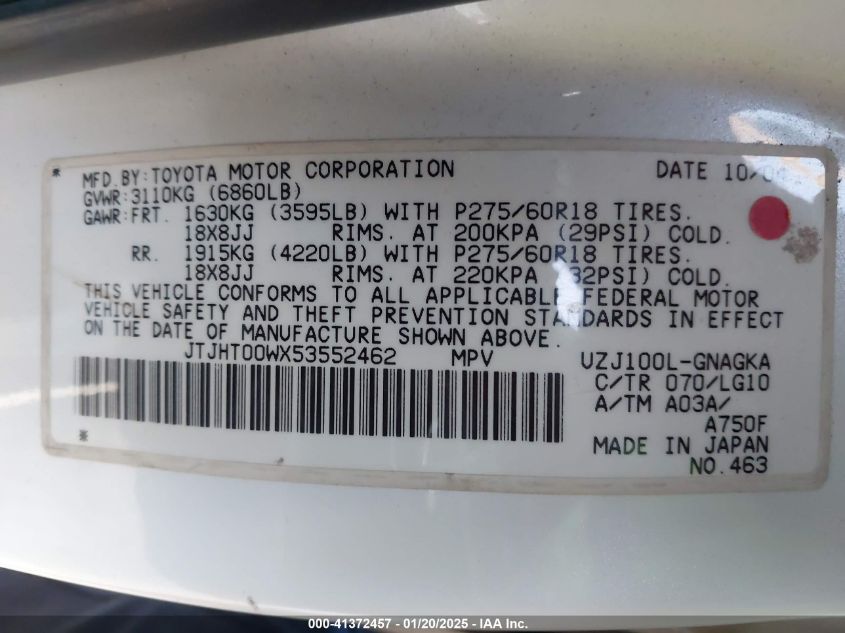 MFD.BY:TOYOTA MOTOR CORPORATION DATE 10/04
GVWR:3110KG (6860LB)
GAWR:FRT. 1630KG (3595LB) WITH P275/60R18 TIRES.
18X8JJ RIMS. AT 200KPA (29PSI) COLD.
RR. 1915KG (4220LB) WITH P275/60R18 TIRES.
18X8JJ RIMS. AT 220KPA (32PSI) COLD.
THIS VEHICLE CONFORMS TO ALL APPLICABLE FEDERAL MOTOR
VEHICLE SAFETY AND THEFT PREVENTION STANDARDS IN EFFECT
ON THE DATE OF MANUFACTURE SHOWN ABOVE.
JTJHT00WX53552462 MPV UZJ100L-GNAGKA
C/TR 070/LG10
A/TM A03A/
A750F
MADE IN JAPAN
NO.463
000-41372457 - 01/20/2025 - IAA Inc.